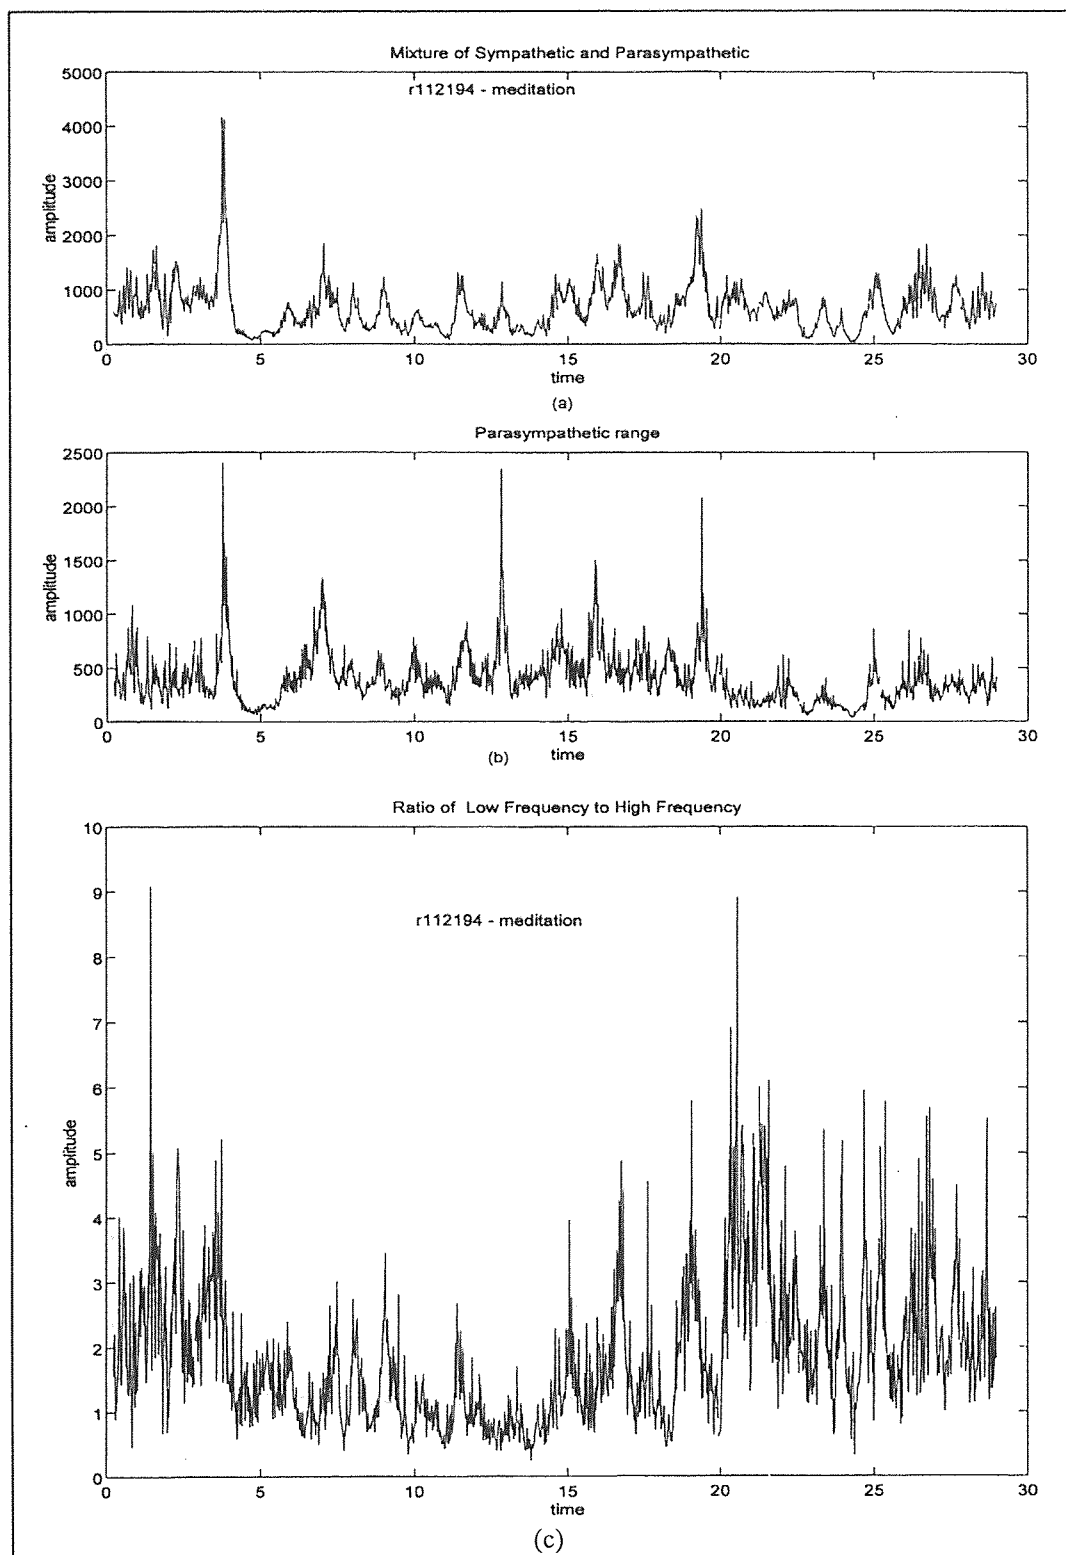 Mixture of Sympathetic and Parasympathetic
r112194 - meditation
5000
4000
3000
2000
1000
0
amplitude
0 5 10 15 20 25 30
time
(a)
Parasympathetic range
2500
2000
1500
1000
500
0
amplitude
0 5 10 15 20 25 30
time
(b)
Ratio of Low Frequency to High Frequency
r112194 - meditation
10
9
8
7
6
5
4
3
2
1
0
amplitude
0 5 10 15 20 25 30
time
(c)